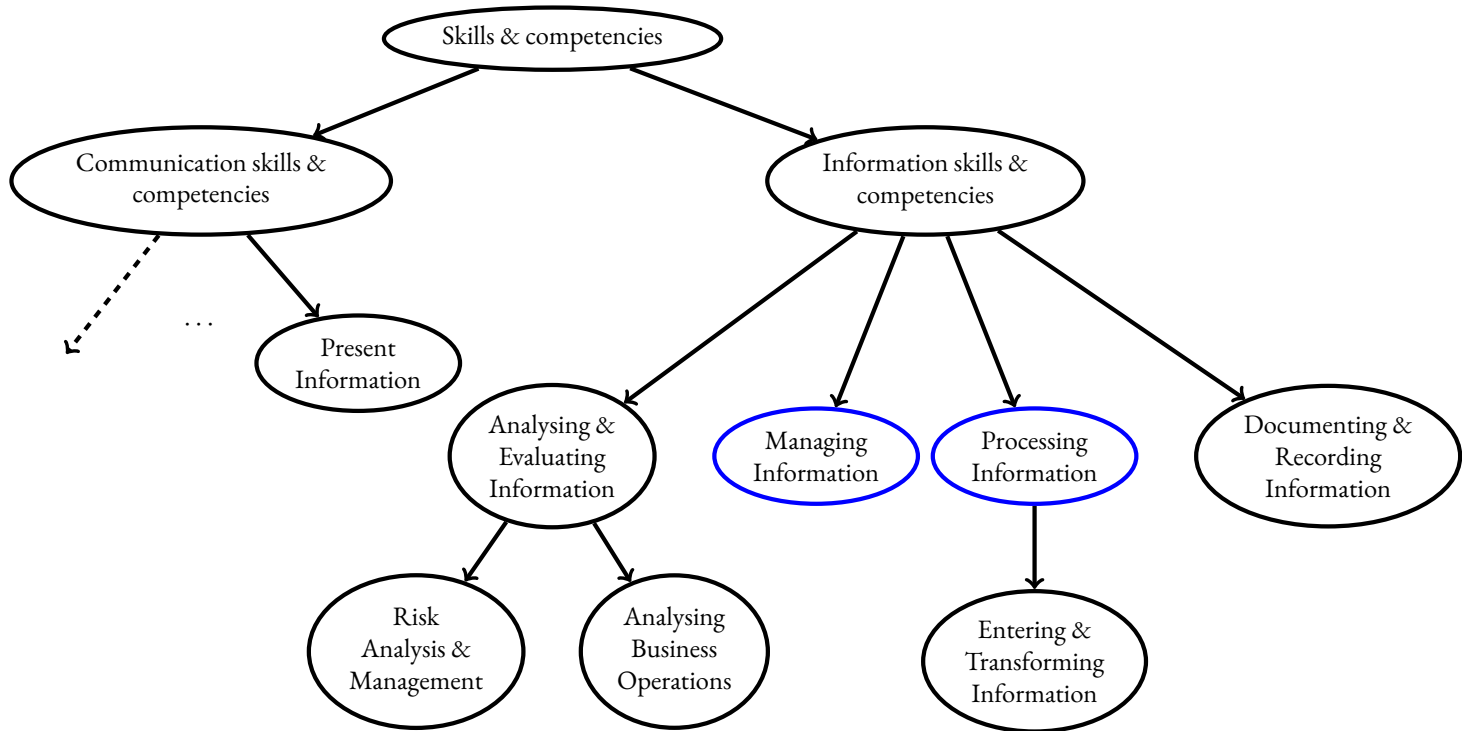 Skills & competencies
Communication skills &
competencies
Information skills &
competencies
. . .
Present
Information
Analysing &
Evaluating
Information
Managing
Information
Processing
Information
Documenting &
Recording
Information
Risk
Analysis &
Management
Analysing
Business
Operations
Entering &
Transforming
Information